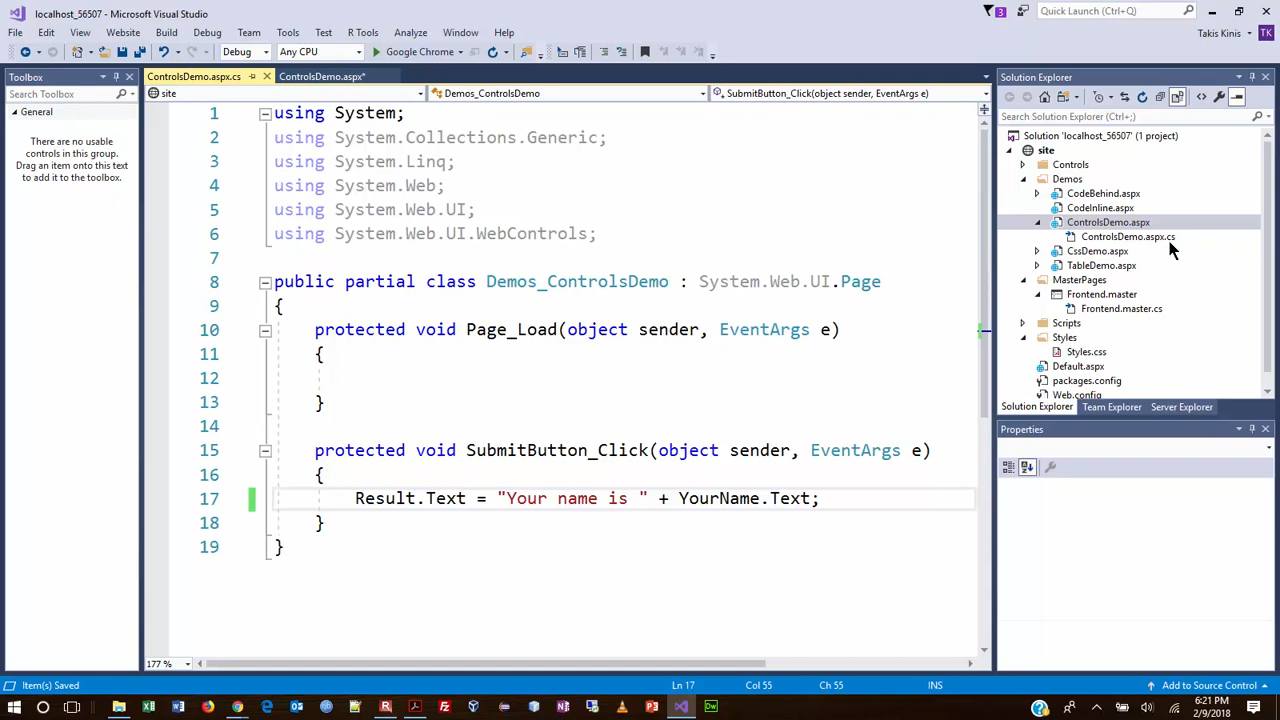 localhost_56507 - Microsoft Visual Studio
3
Quick Launch (Ctrl+Q)
File Edit View Website Build Debug Team Tools Test R Tools Analyze Window Help
Takis Kinis
TK
Debug Any CPU Google Chrome
Toolbox
Search Toolbox
General
There are no usable
controls in this group.
Drag an item onto this text
to add it to the toolbox.
ControlsDemo.aspx.cs ControlsDemo.aspx*
site Demos_ControlsDemo SubmitButton_Click(object sender, EventArgs e)
1 using System;
2 using System.Collections.Generic;
3 using System.Linq;
4 using System.Web;
5 using System.Web.UI;
6 using System.Web.UI.WebControls;
7
8 public partial class Demos_ControlsDemo : System.Web.UI.Page
9 {
10 protected void Page_Load(object sender, EventArgs e)
11 {
12
13 }
14
15 protected void SubmitButton_Click(object sender, EventArgs e)
16 {
17 Result.Text = "Your name is " + YourName.Text;
18 }
19 }
177 %
Solution Explorer
Search Solution Explorer (Ctrl+;)
Solution 'localhost_56507' (1 project)
site
Controls
Demos
CodeBehind.aspx
CodeInline.aspx
ControlsDemo.aspx
ControlsDemo.aspx.cs
CssDemo.aspx
TableDemo.aspx
MasterPages
Frontend.master
Frontend.master.cs
Scripts
Styles
Styles.css
Default.aspx
packages.config
Web.config
Solution Explorer Team Explorer Server Explorer
Properties
Item(s) Saved Ln 17 Col 55 Ch 55 INS Add to Source Control
6:21 PM
2/9/2018